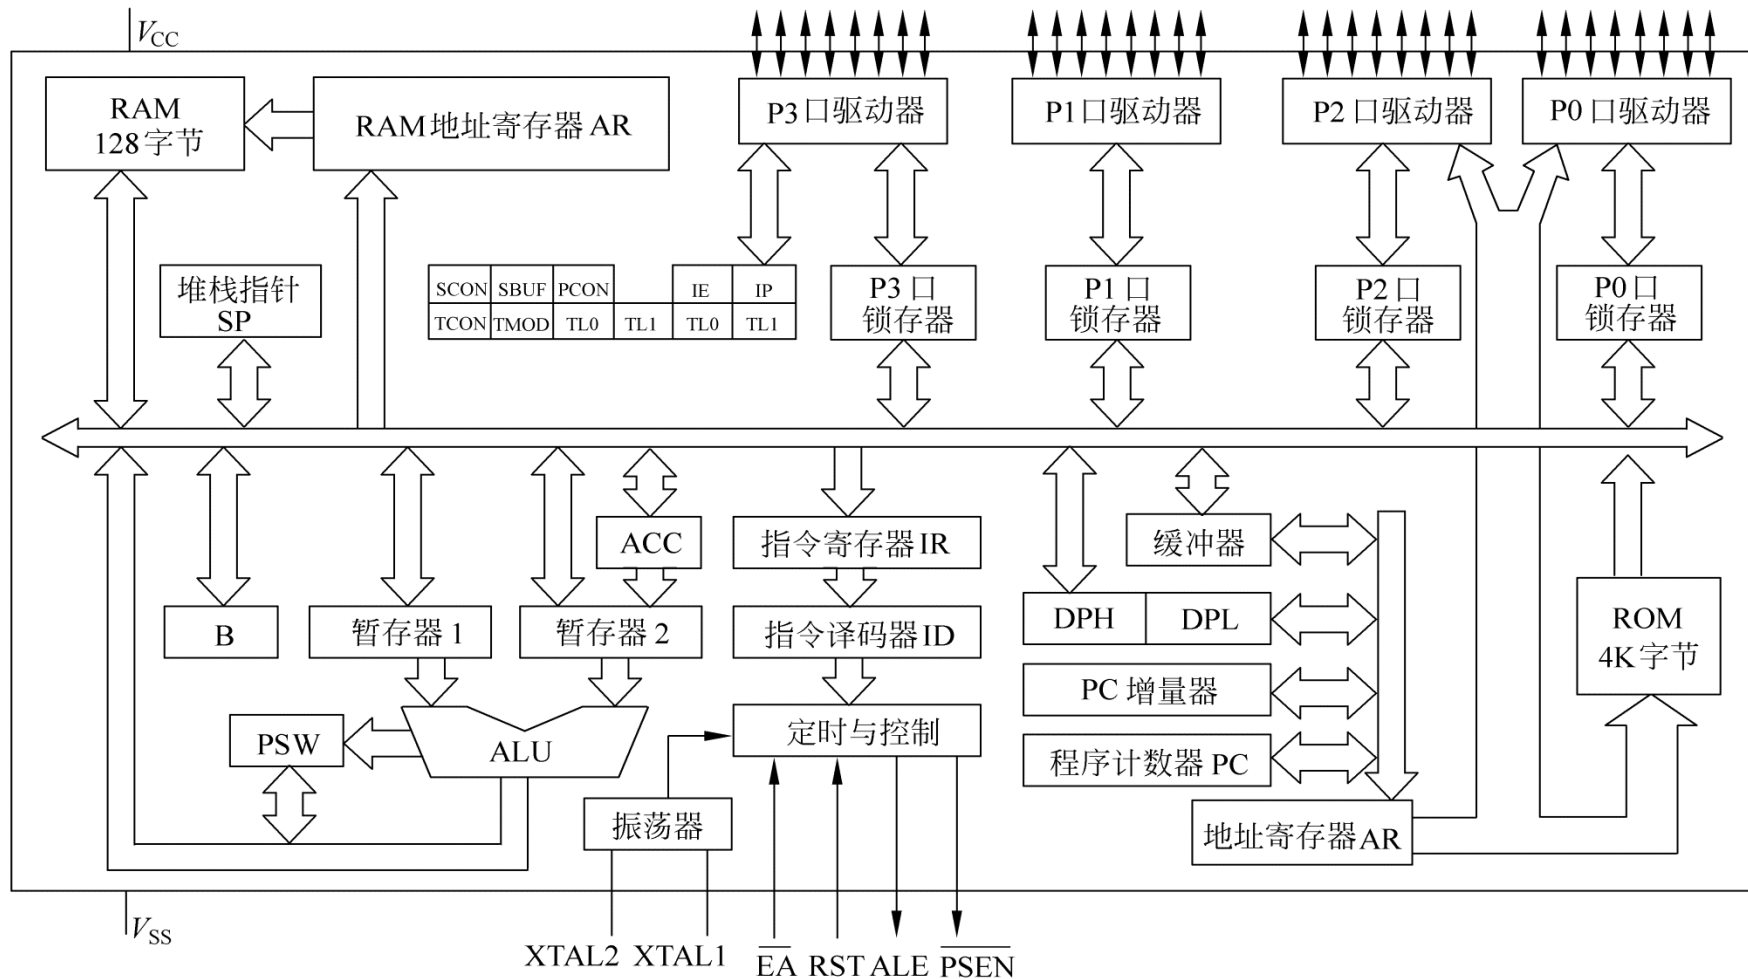 VCC
RAM
128字节
RAM地址寄存器AR
P3口驱动器
P1口驱动器
P2口驱动器
P0口驱动器
堆栈指针
SP
SCON SBUF PCON IE IP
TCON TMOD TL0 TL1 TL0 TL1
P3口
锁存器
P1口
锁存器
P2口
锁存器
P0口
锁存器
ACC
指令寄存器IR
缓冲器
B
暂存器1
暂存器2
指令译码器ID
DPH
DPL
ROM
4K字节
PC增量器
PSW
ALU
定时与控制
程序计数器PC
振荡器
地址寄存器AR
VSS
XTAL2
XTAL1
E̅A̅
RST
ALE
P̅S̅E̅N̅